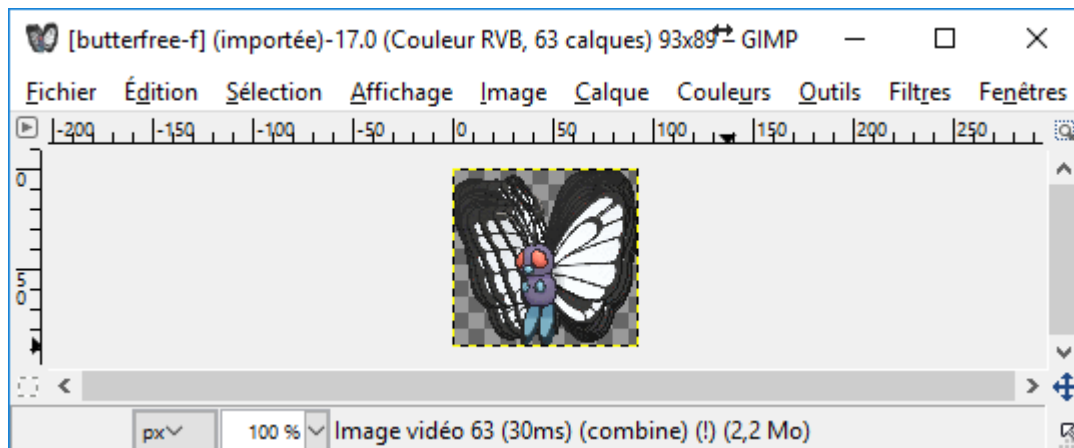 [butterfree-f] (importée)-17.0 (Couleur RVB, 63 calques) 93x89 – GIMP
Fichier Édition Sélection Affichage Image Calque Couleurs Outils Filtres Fenêtres
-200 -150 -100 -50 0 50 100 150 200 250
0
50
px 100 % Image vidéo 63 (30ms) (combine) (!) (2,2 Mo)